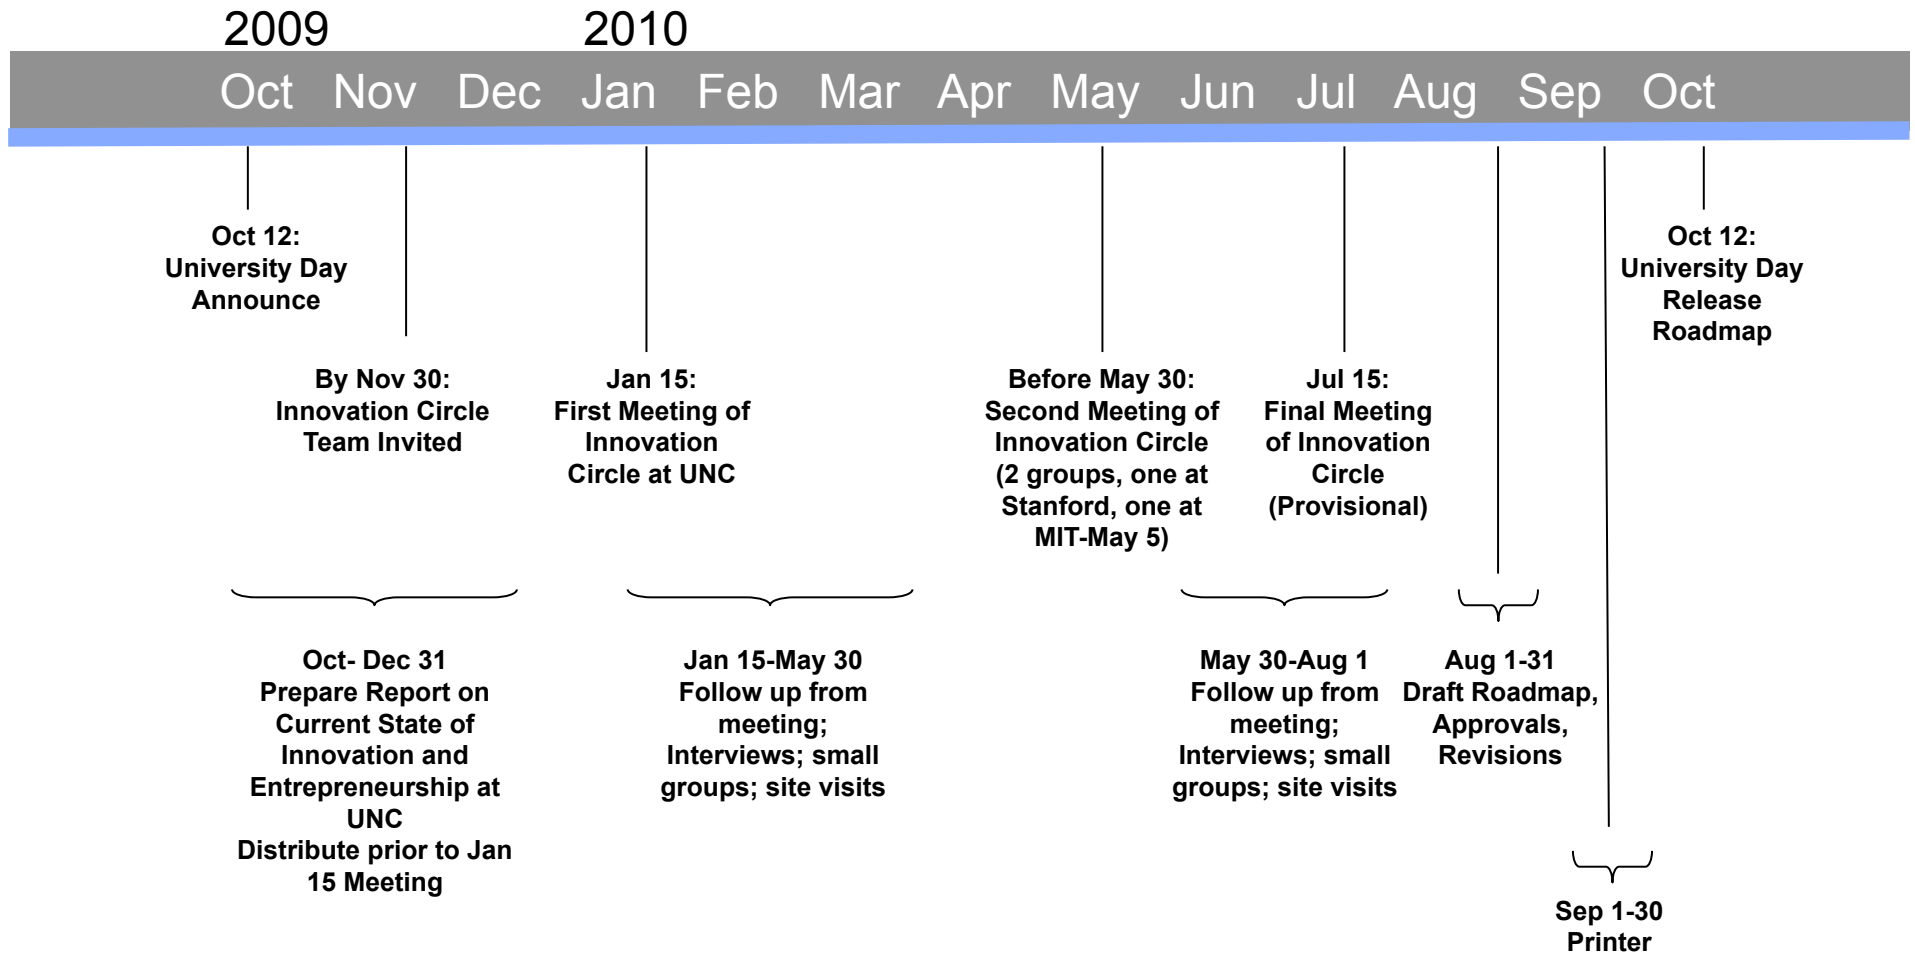 2009
2010
Oct Nov Dec Jan Feb Mar Apr May Jun Jul Aug Sep Oct
Oct 12:
University Day
Announce
By Nov 30:
Innovation Circle
Team Invited
Jan 15:
First Meeting of
Innovation
Circle at UNC
Before May 30:
Second Meeting of
Innovation Circle
(2 groups, one at
Stanford, one at
MIT-May 5)
Jul 15:
Final Meeting
of Innovation
Circle
(Provisional)
Oct 12:
University Day
Release
Roadmap
Oct- Dec 31
Prepare Report on
Current State of
Innovation and
Entrepreneurship at
UNC
Distribute prior to Jan
15 Meeting
Jan 15-May 30
Follow up from
meeting;
Interviews; small
groups; site visits
May 30-Aug 1
Follow up from
meeting;
Interviews; small
groups; site visits
Aug 1-31
Draft Roadmap,
Approvals,
Revisions
Sep 1-30
Printer